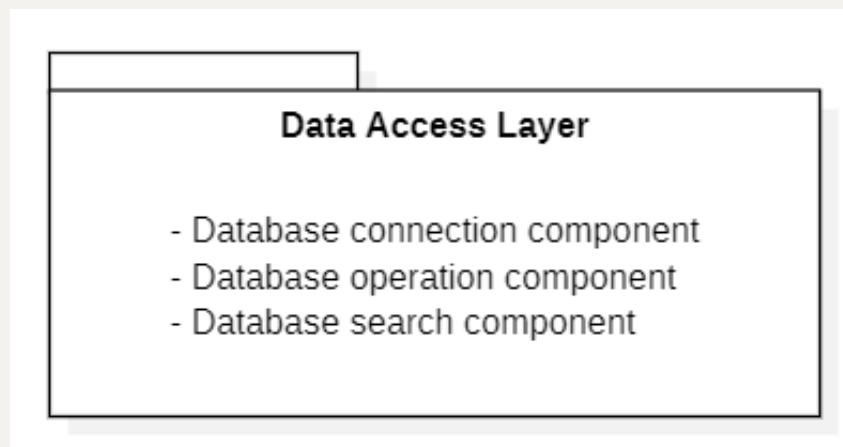 Data Access Layer
- Database connection component
- Database operation component
- Database search component